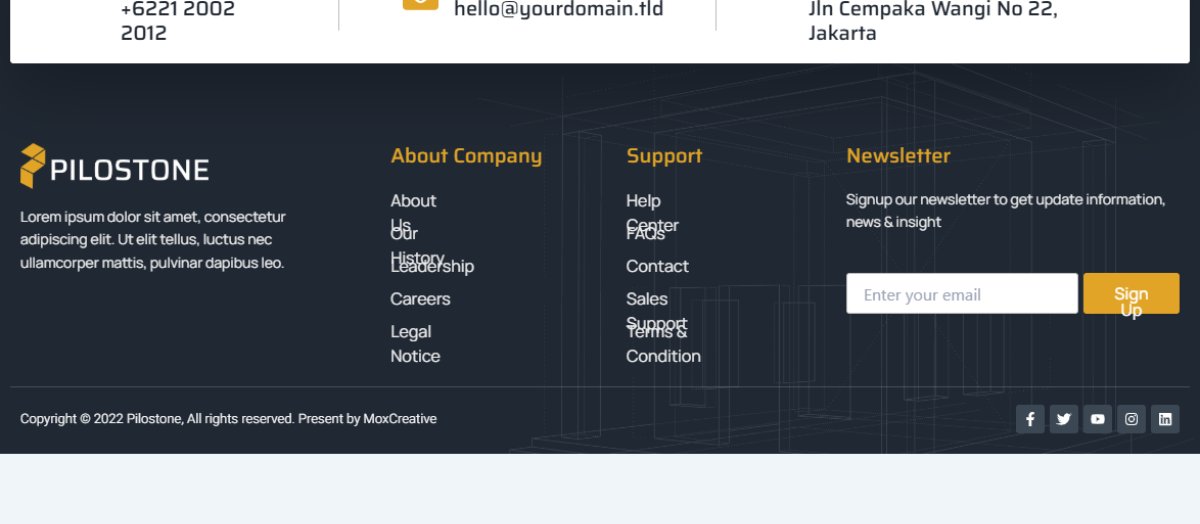 +6221 2002
2012
hello@yourdomain.tld
Jln Cempaka Wangi No 22,
Jakarta
PILOSTONE
Lorem ipsum dolor sit amet, consectetur
adipiscing elit. Ut elit tellus, luctus nec
ullamcorper mattis, pulvinar dapibus leo.
About Company
About
Us
Our
History
Leadership
Careers
Legal
Notice
Support
Help
Center
FAQs
Contact
Sales
Support
Terms &
Condition
Newsletter
Signup our newsletter to get update information,
news & insight
Enter your email
Sign
Up
Copyright © 2022 Pilostone, All rights reserved. Present by MoxCreative